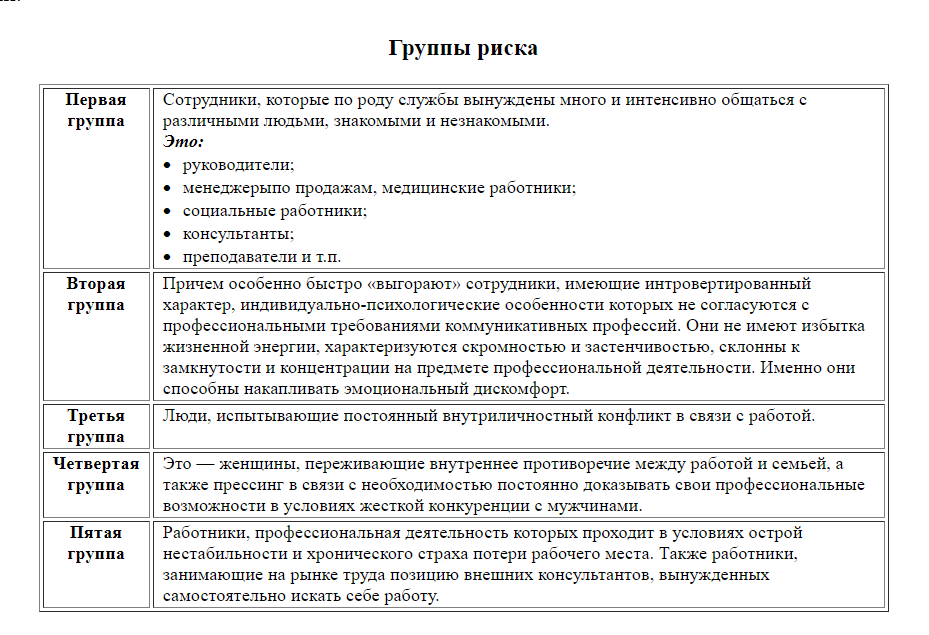 Группы риска
Первая
группа
Сотрудники, которые по роду службы вынуждены много и интенсивно общаться с
различными людьми, знакомыми и незнакомыми.
Это:
• руководители;
• менеджерыпо продажам, медицинские работники;
• социальные работники;
• консультанты;
• преподаватели и т.п.
Вторая
группа
Причем особенно быстро «выгорают» сотрудники, имеющие интровертированный
характер, индивидуально-психологические особенности которых не согласуются с
профессиональными требованиями коммуникативных профессий. Они не имеют избытка
жизненной энергии, характеризуются скромностью и застенчивостью, склонны к
замкнутости и концентрации на предмете профессиональной деятельности. Именно они
способны накапливать эмоциональный дискомфорт.
Третья
группа
Люди, испытывающие постоянный внутриличностный конфликт в связи с работой.
Четвертая
группа
Это — женщины, переживающие внутреннее противоречие между работой и семьей, а
также прессинг в связи с необходимостью постоянно доказывать свои профессиональные
возможности в условиях жесткой конкуренции с мужчинами.
Пятая
группа
Работники, профессиональная деятельность которых проходит в условиях острой
нестабильности и хронического страха потери рабочего места. Также работники,
занимающие на рынке труда позицию внешних консультантов, вынужденных
самостоятельно искать себе работу.